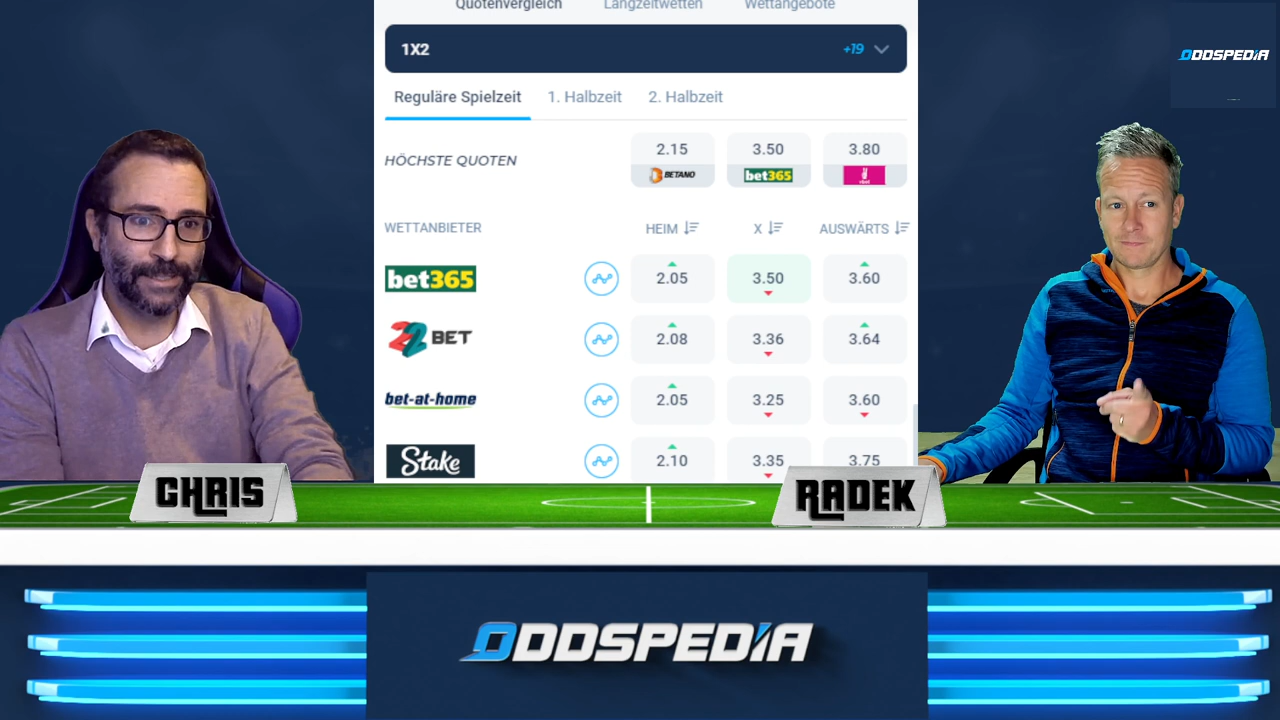 Quotenvergleich Langzeitwetten Wettangebote
1X2 +19
ODDSPEDIA
Reguläre Spielzeit 1. Halbzeit 2. Halbzeit
HÖCHSTE QUOTEN 2.15 3.50 3.80
BETANO bet365
WETTANBIETER HEIM X AUSWÄRTS
bet365 2.05 3.50 3.60
22 BET 2.08 3.36 3.64
bet-at-home 2.05 3.25 3.60
Stake 2.10 3.35 3.75
CHRIS
RADEK
ODDSPEDIA